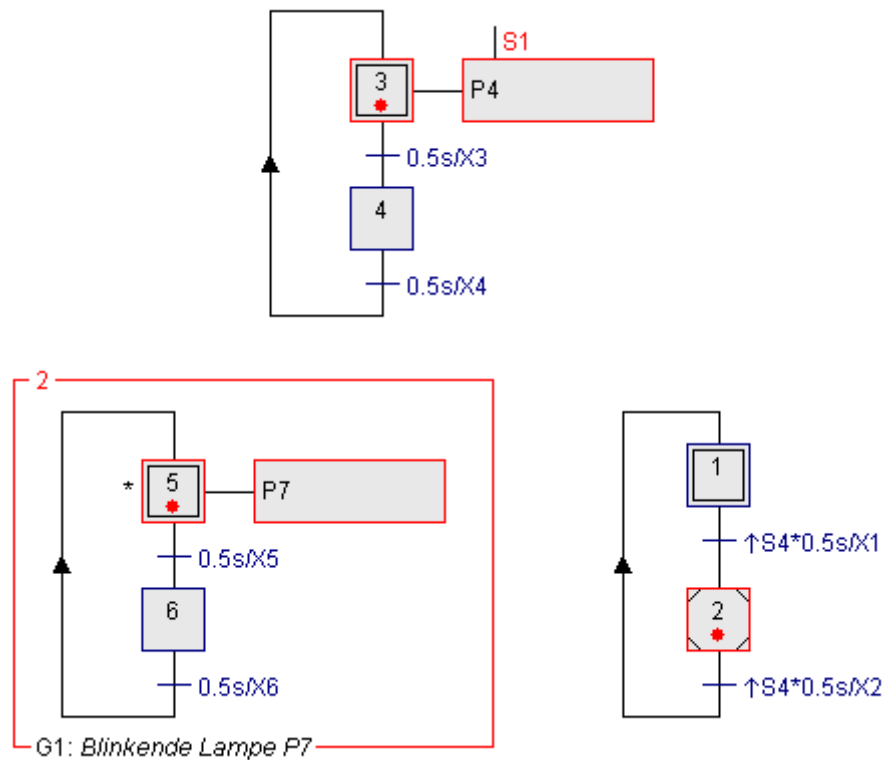 S1
3
P4
0.5s/X3
4
0.5s/X4
2
* 5
P7
0.5s/X5
6
0.5s/X6
G1: Blinkende Lampe P7
1
↑S4*0.5s/X1
2
↑S4*0.5s/X2